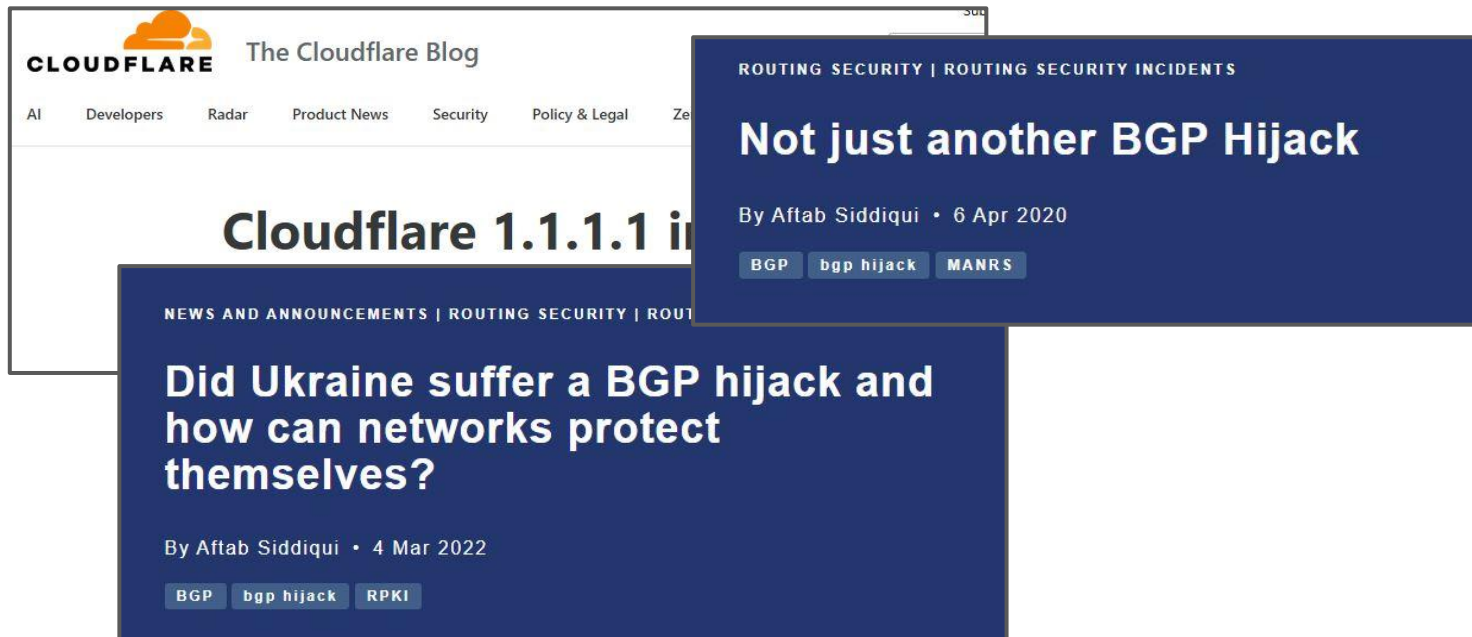 CLOUDFLARE
The Cloudflare Blog
AI Developers Radar Product News Security Policy & Legal
Cloudflare 1.1.1.1
ROUTING SECURITY | ROUTING SECURITY INCIDENTS
Not just another BGP Hijack
By Aftab Siddiqui • 6 Apr 2020
BGP bgp hijack MANRS
NEWS AND ANNOUNCEMENTS | ROUTING SECURITY |
Did Ukraine suffer a BGP hijack and
how can networks protect
themselves?
By Aftab Siddiqui • 4 Mar 2022
BGP bgp hijack RPKI